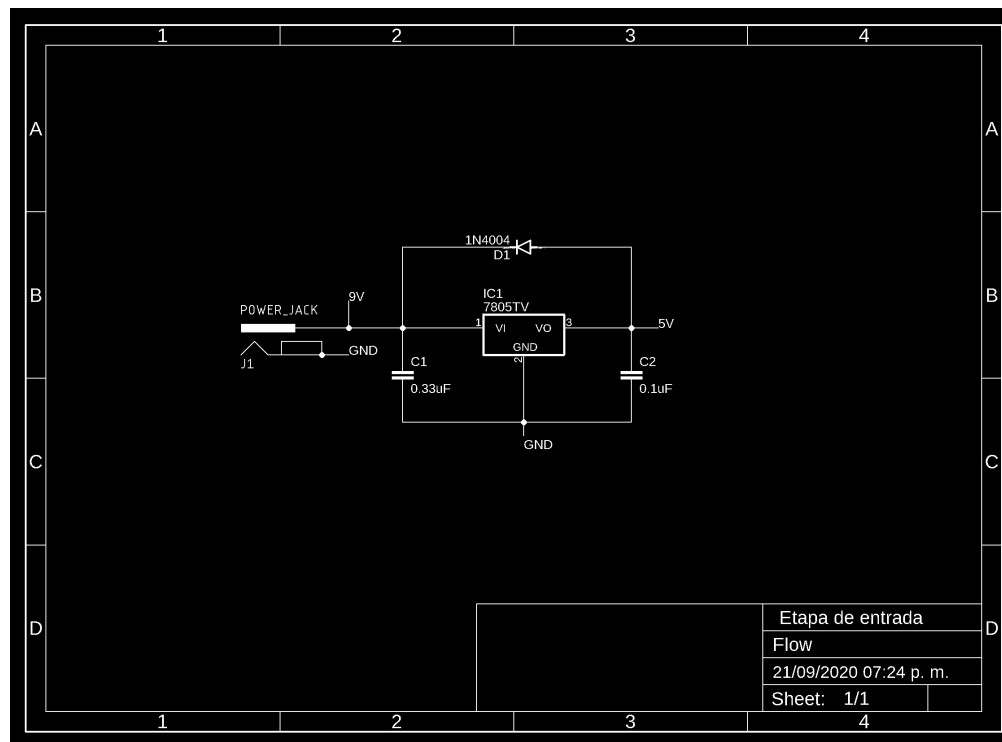 1 2 3 4
A A
1N4004
D1
B B
IC1
7805TV
POWER_JACK 9V
1 VI VO 3 5V
GND
2
GND
J1
C1 C2
0.33uF 0.1uF
GND
C C
Etapa de entrada
D D
Flow
21/09/2020 07:24 p. m.
Sheet: 1/1
1 2 3 4